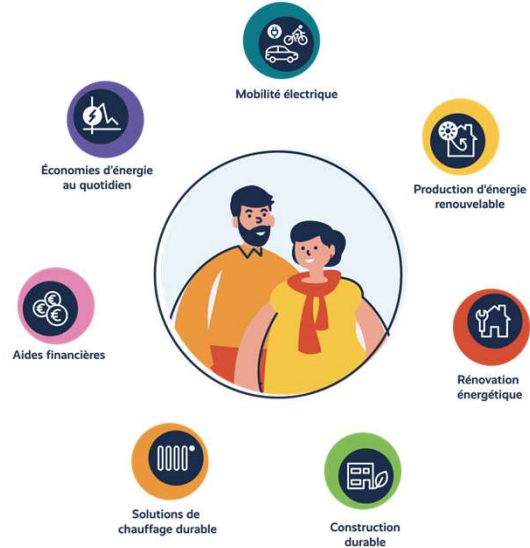 Mobilité électrique
Économies d'énergie
au quotidien
Production d'énergie
renouvelable
Aides financières
Rénovation
énergétique
Solutions de
chauffage durable
Construction
durable